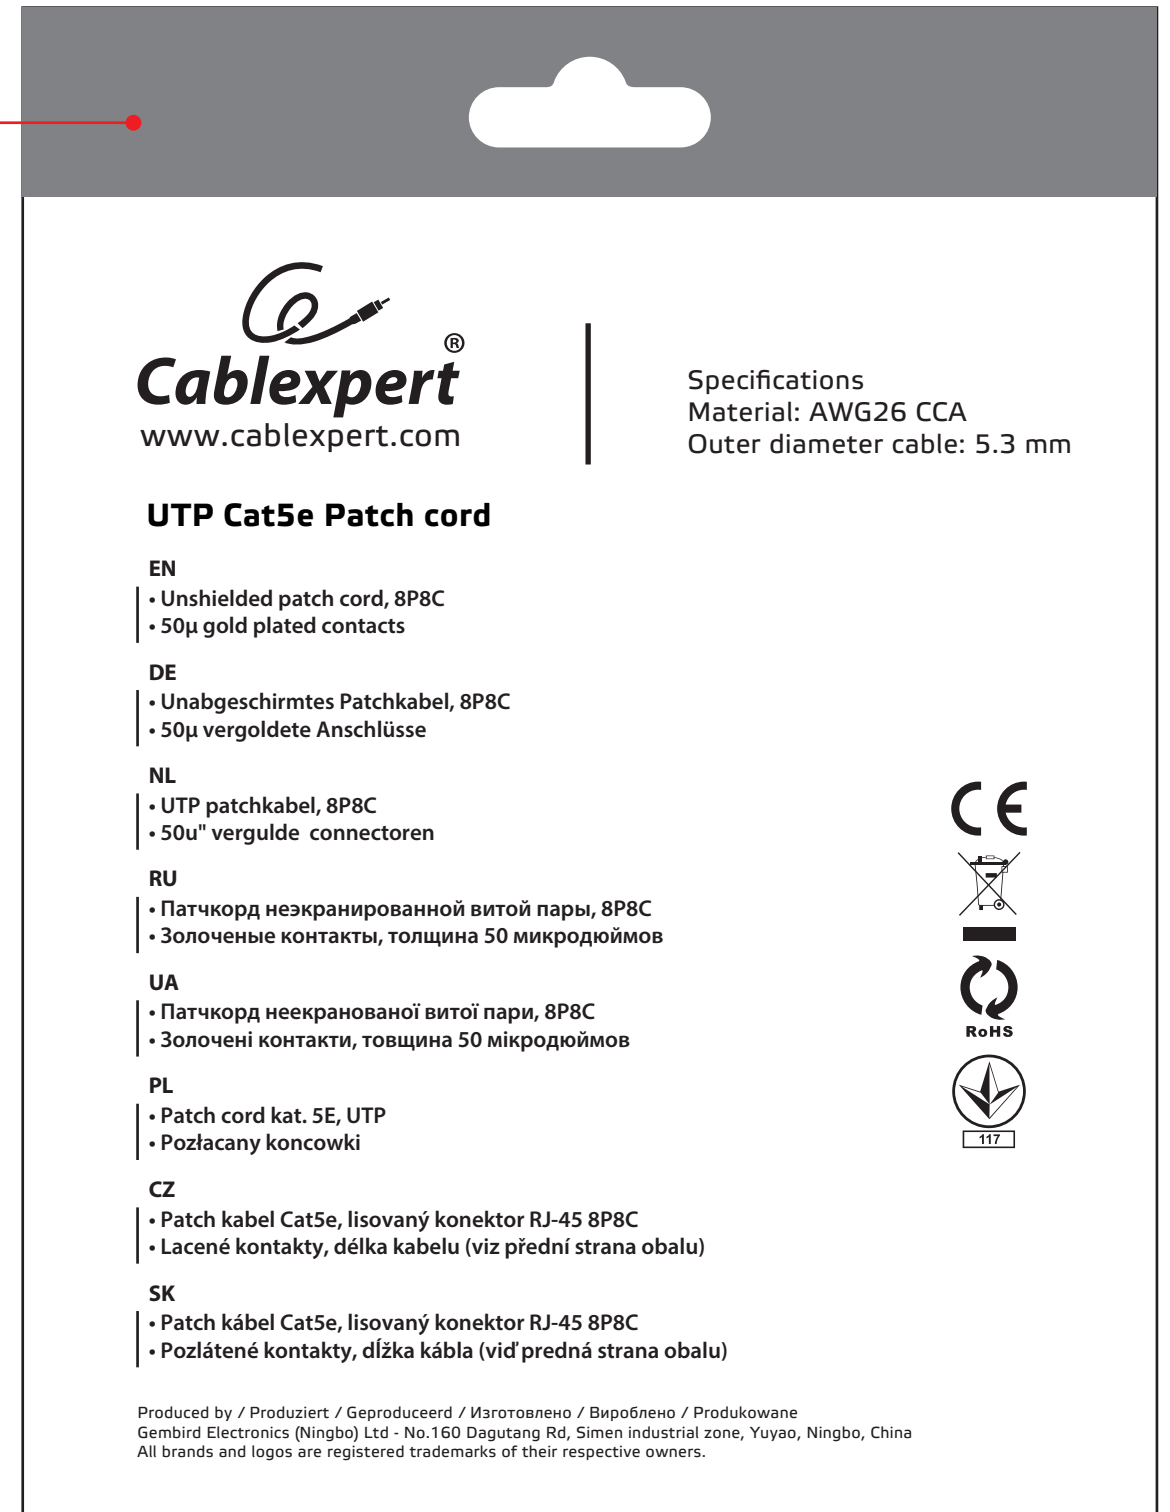 Cablexpert®
www.cablexpert.com
Specifications
Material: AWG26 CCA
Outer diameter cable: 5.3 mm
UTP Cat5e Patch cord
EN
• Unshielded patch cord, 8P8C
• 50µ gold plated contacts
DE
• Unabgeschirmtes Patchkabel, 8P8C
• 50µ vergoldete Anschlüsse
NL
• UTP patchkabel, 8P8C
• 50u" vergulde connectoren
RU
• Патчкорд неэкранированной витой пары, 8P8C
• Золоченые контакты, толщина 50 микродюймов
UA
• Патчкорд неекранованої витої пари, 8P8C
• Золочені контакти, товщина 50 мікродюймов
PL
• Patch cord kat. 5E, UTP
• Pozłacany koncowki
CZ
• Patch kabel Cat5e, lisovaný konektor RJ-45 8P8C
• Lacené kontakty, délka kabelu (viz přední strana obalu)
SK
• Patch kábel Cat5e, lisovaný konektor RJ-45 8P8C
• Pozlátené kontakty, dĺžka kábla (viď predná strana obalu)
CE
RoHS
117
Produced by / Produziert / Geproduceerd / Изготовлено / Вироблено / Produkowane
Gembird Electronics (Ningbo) Ltd - No.160 Dagutang Rd, Simen industrial zone, Yuyao, Ningbo, China
All brands and logos are registered trademarks of their respective owners.